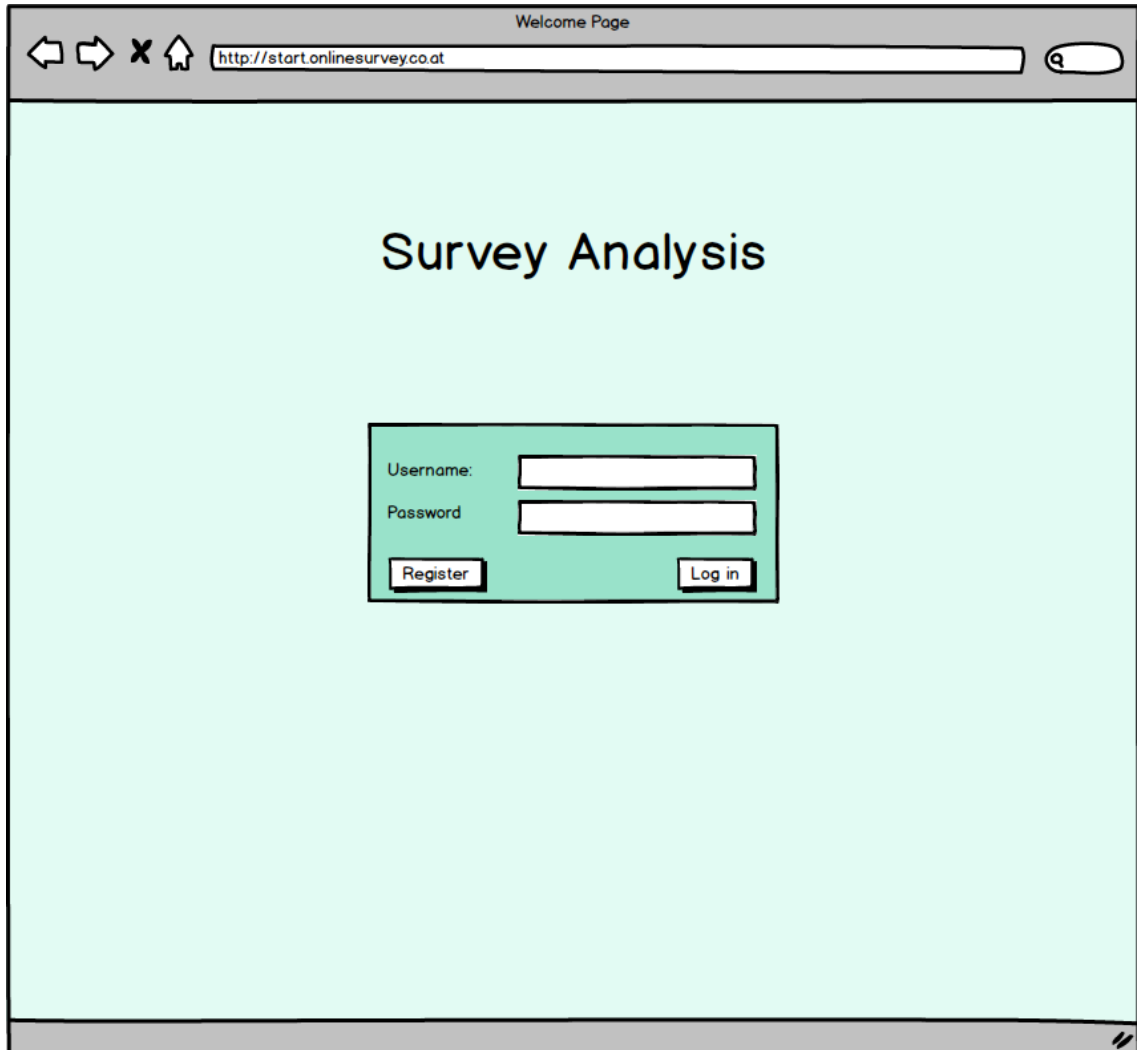 Welcome Page
http://start.onlinesurvey.co.at
Survey Analysis
Username:
Password
Register
Log in